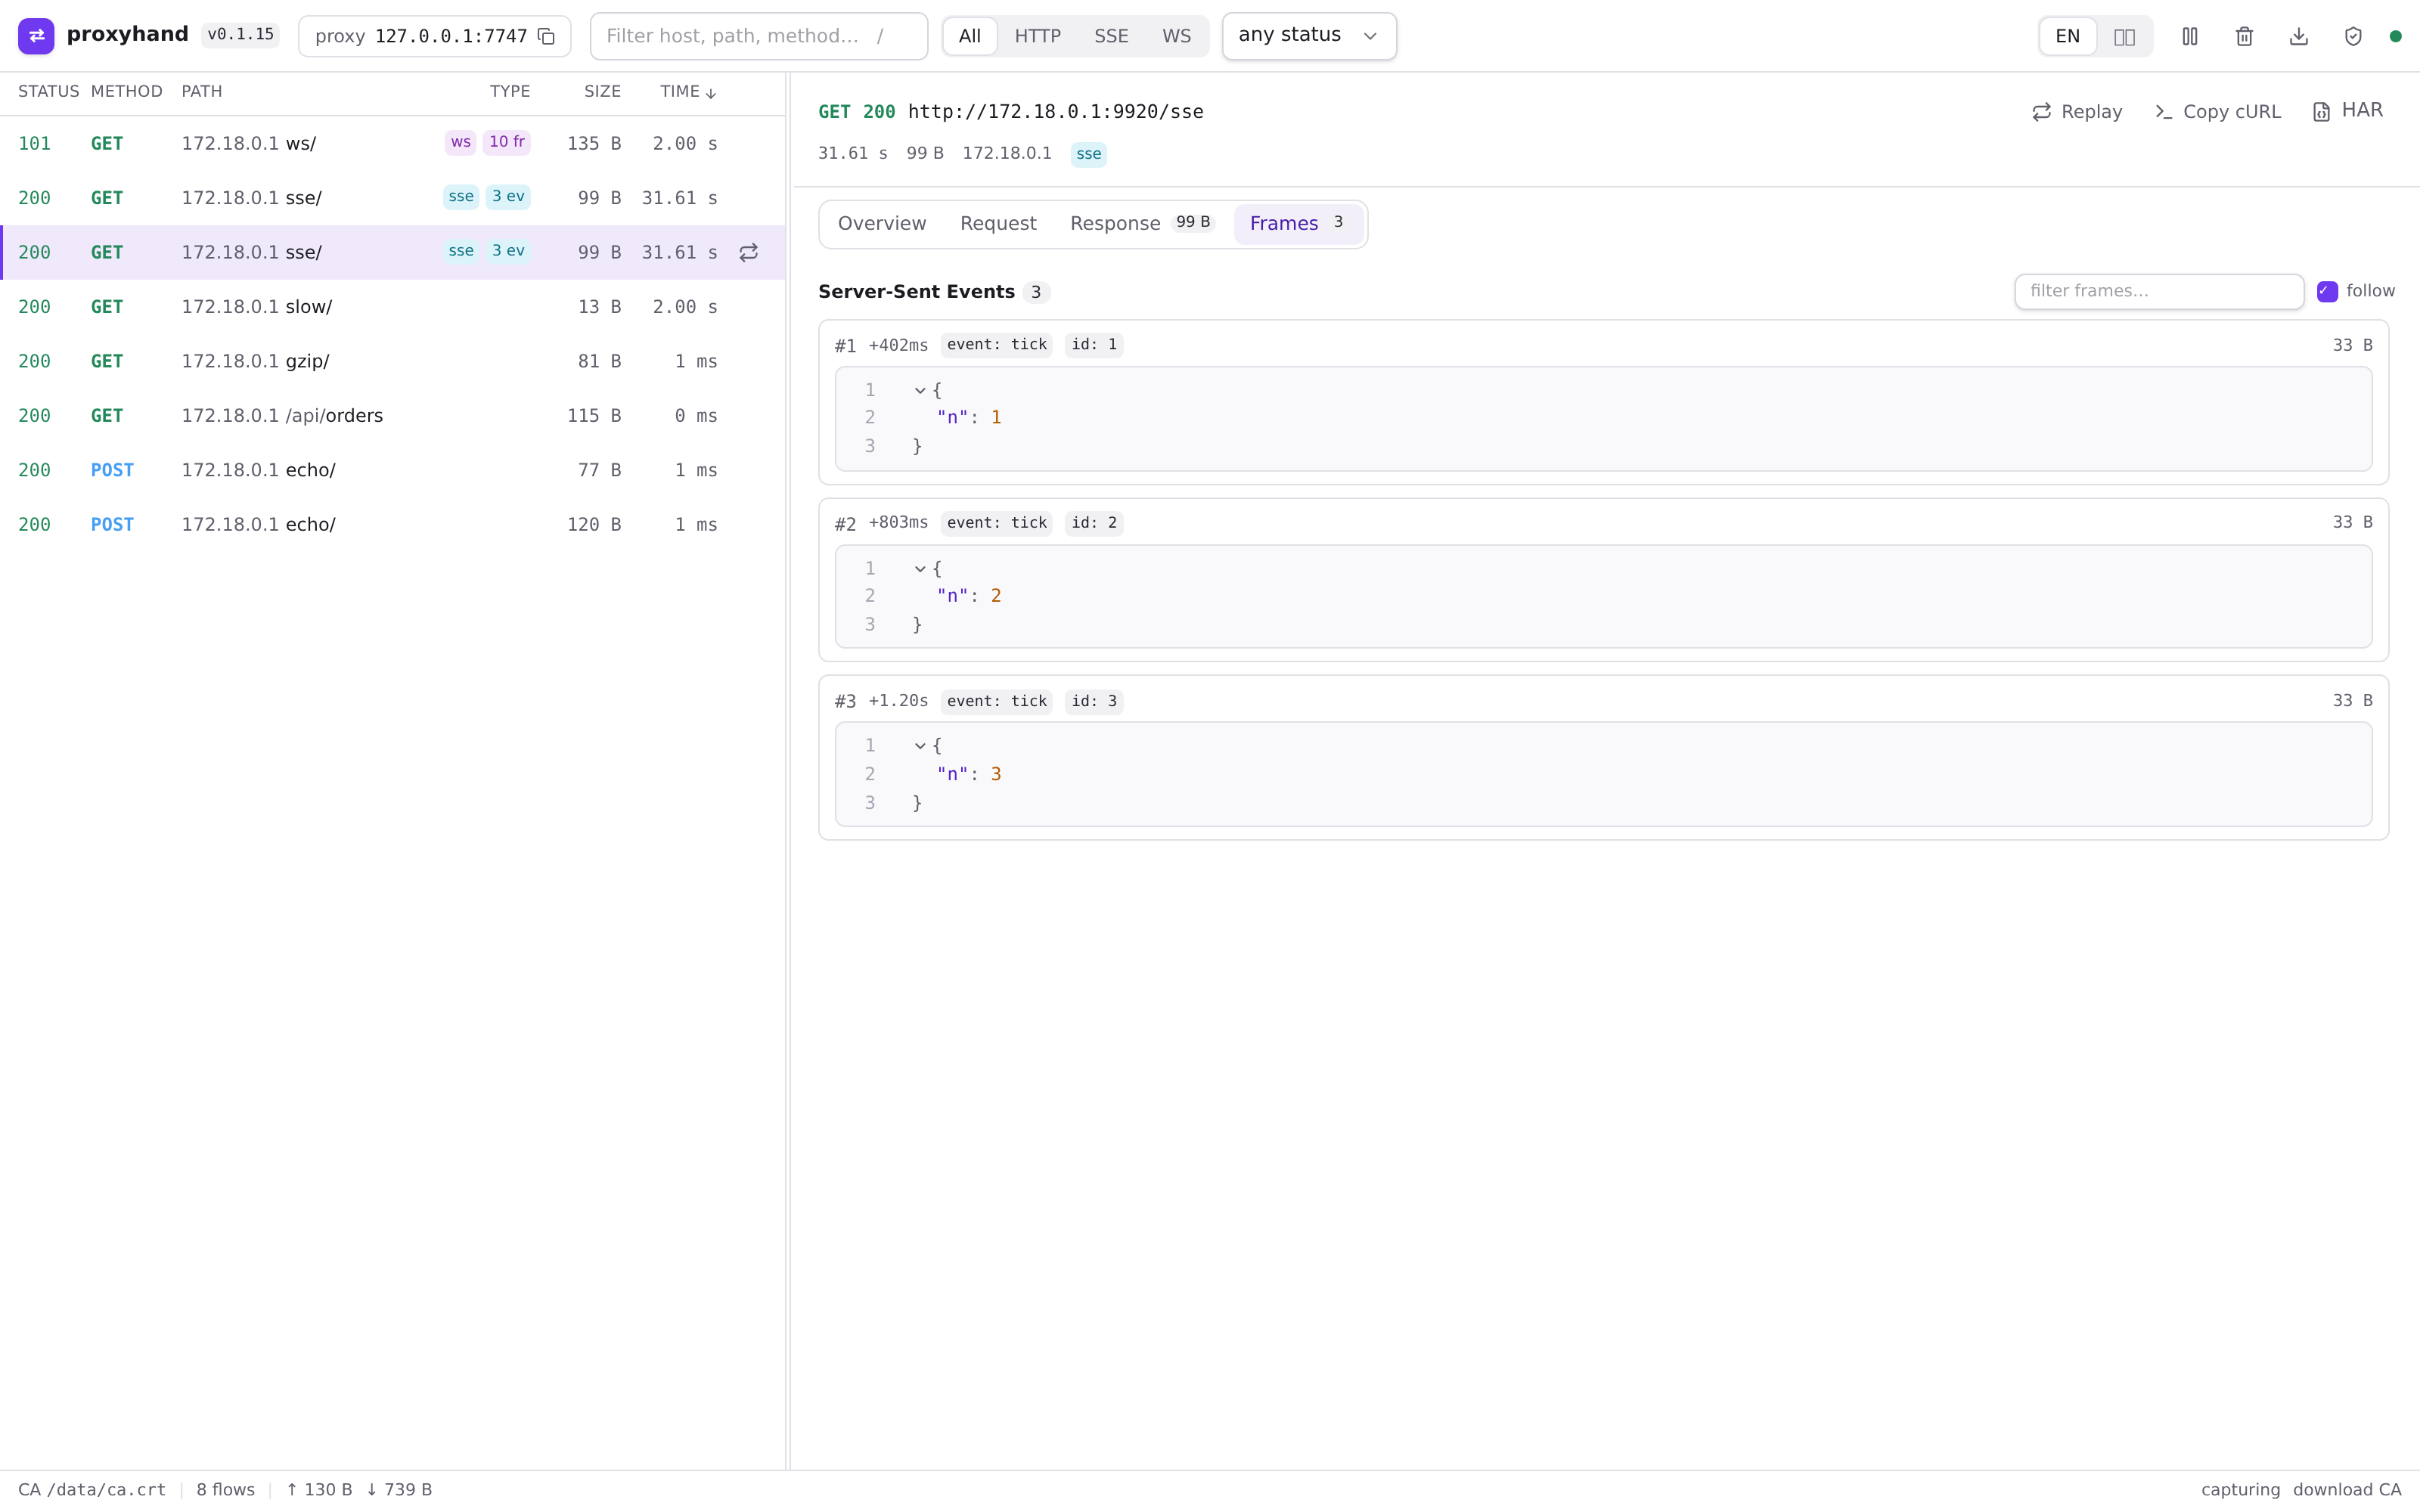 proxyhand v0.1.15 proxy 127.0.0.1:7747 Filter host, path, method... / All HTTP SSE WS any status EN
STATUS METHOD PATH TYPE SIZE TIME ↓
101 GET 172.18.0.1 ws/ ws 10 fr 135 B 2.00 s
200 GET 172.18.0.1 sse/ sse 3 ev 99 B 31.61 s
200 GET 172.18.0.1 sse/ sse 3 ev 99 B 31.61 s
200 GET 172.18.0.1 slow/ 13 B 2.00 s
200 GET 172.18.0.1 gzip/ 81 B 1 ms
200 GET 172.18.0.1 /api/orders 115 B 0 ms
200 POST 172.18.0.1 echo/ 77 B 1 ms
200 POST 172.18.0.1 echo/ 120 B 1 ms
GET 200 http://172.18.0.1:9920/sse Replay Copy cURL HAR
31.61 s 99 B 172.18.0.1 sse
Overview Request Response 99 B Frames 3
Server-Sent Events 3 filter frames... follow
#1 +402ms event: tick id: 1 33 B
1 {
2 "n": 1
3 }
#2 +803ms event: tick id: 2 33 B
1 {
2 "n": 2
3 }
#3 +1.20s event: tick id: 3 33 B
1 {
2 "n": 3
3 }
CA /data/ca.crt | 8 flows | ↑ 130 B ↓ 739 B capturing download CA